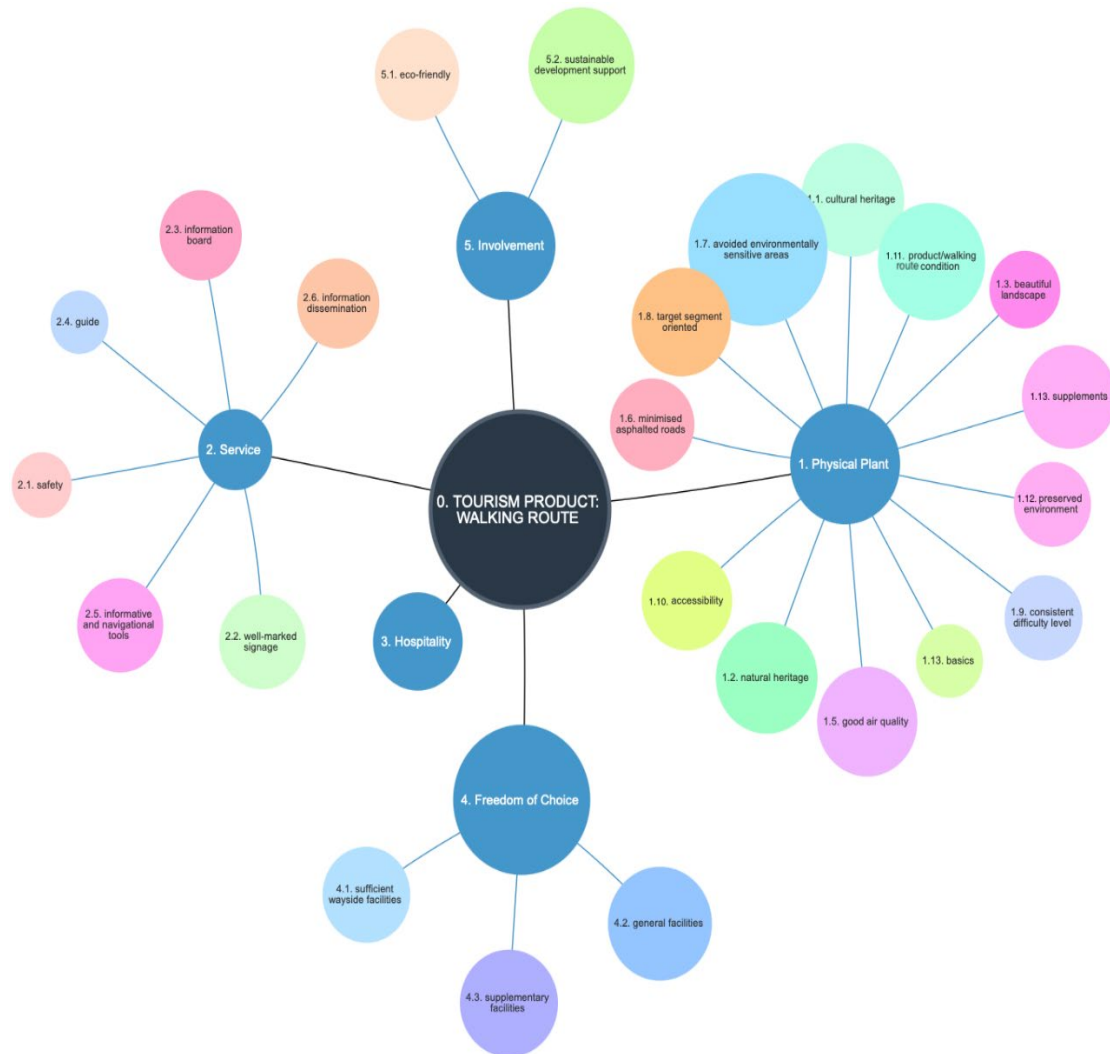 5.1. eco-friendly
5.2. sustainable
development support
5. Involvement
2.3. information
board
2.6. information
dissemination
2.4. guide
2. Service
2.1. safety
2.5. informative
and navigational
tools
2.2. well-marked
signage
0. TOURISM PRODUCT:
WALKING ROUTE
3. Hospitality
1.1. cultural heritage
1.7. avoided environmentally
sensitive areas
1.11. product/walking
route condition
1.3. beautiful
landscape
1.8. target segment
oriented
1.13. supplements
1.6. minimised
asphalted roads
1. Physical Plant
1.12. preserved
environment
1.10. accessibility
1.9. consistent
difficulty level
1.2. natural heritage
1.13. basics
1.5. good air quality
4. Freedom of Choice
4.1. sufficient
wayside facilities
4.2. general facilities
4.3. supplementary
facilities